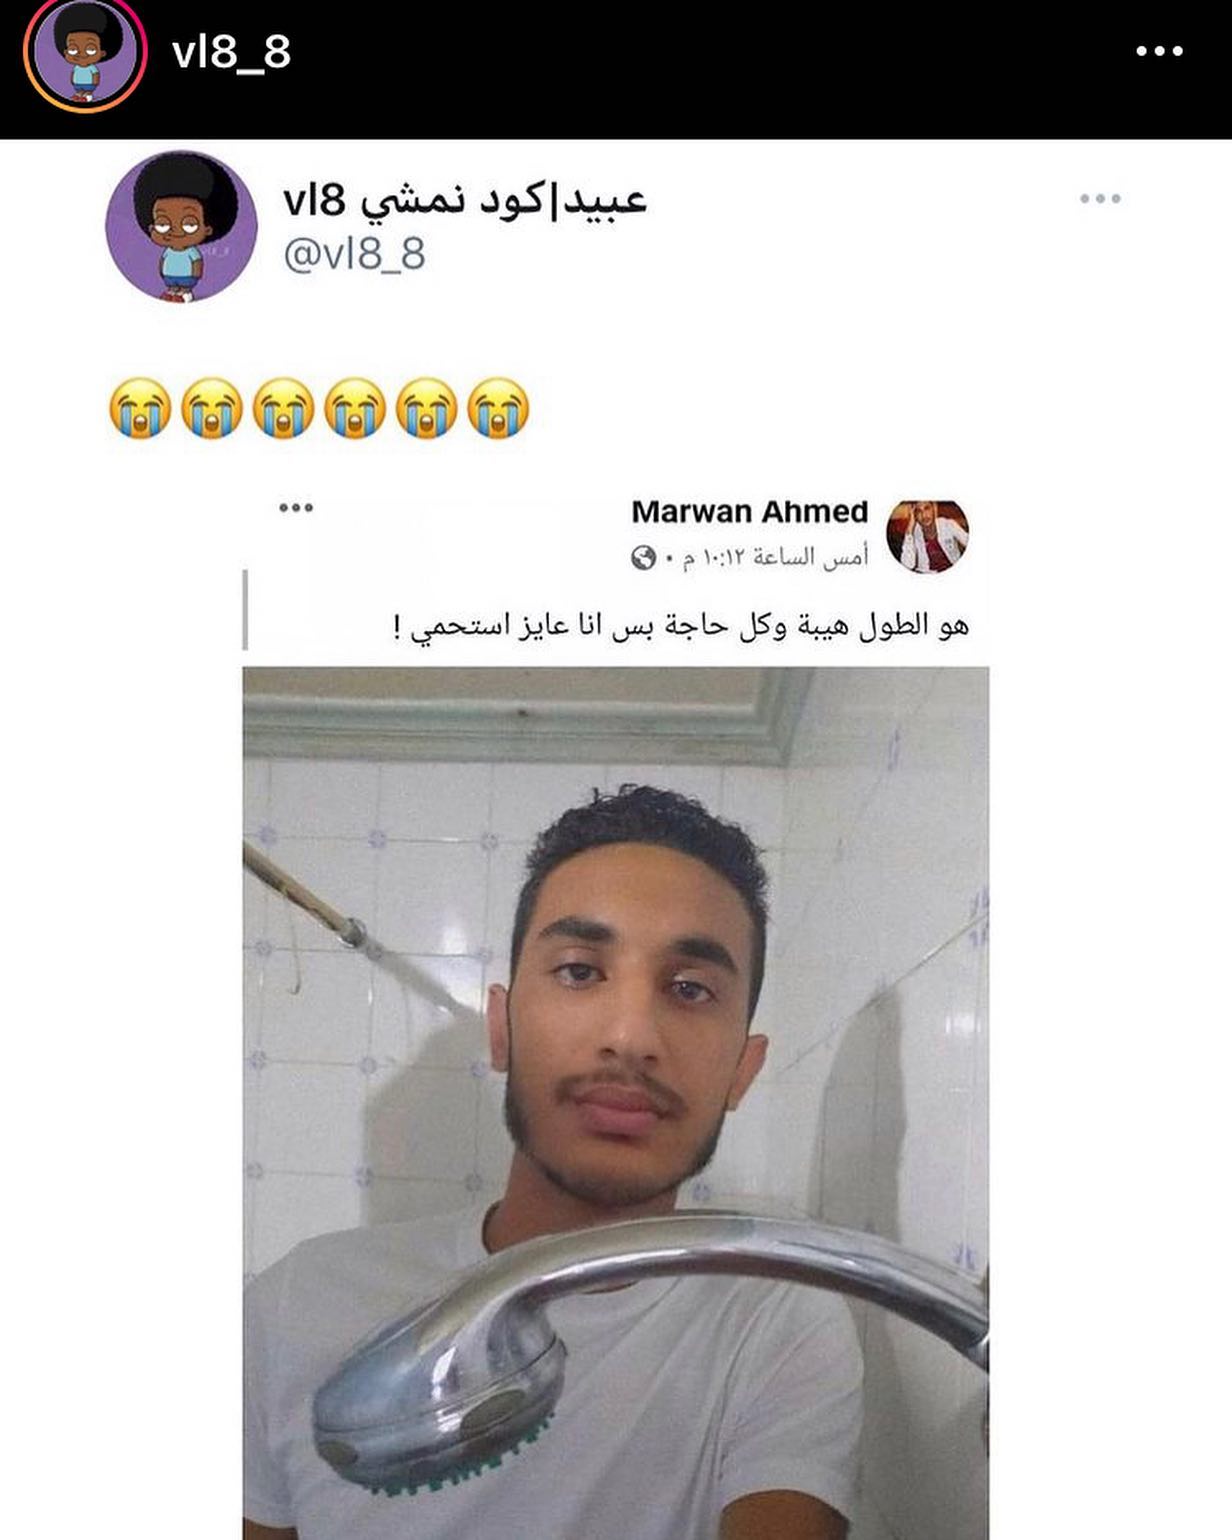 vl8_8
عبيد|كود نمشي vl8
@vl8_8
😭😭😭😭😭😭
Marwan Ahmed
أمس الساعة ١٠:١٢ م
هو الطول هيبة وكل حاجة بس انا عايز استحمي !